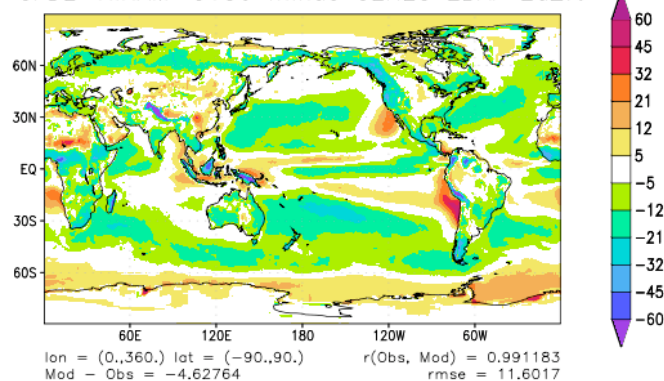 60
60N
45
32
30N
21
12
EQ
5
-5
30S
-12
-21
60S
-32
-45
-60
60E 120E 180 120W 60W
lon = (0.,360.) lat = (-90.,90.) r(Obs, Mod) = 0.991183
Mod - Obs = -4.62764 rmse = 11.6017